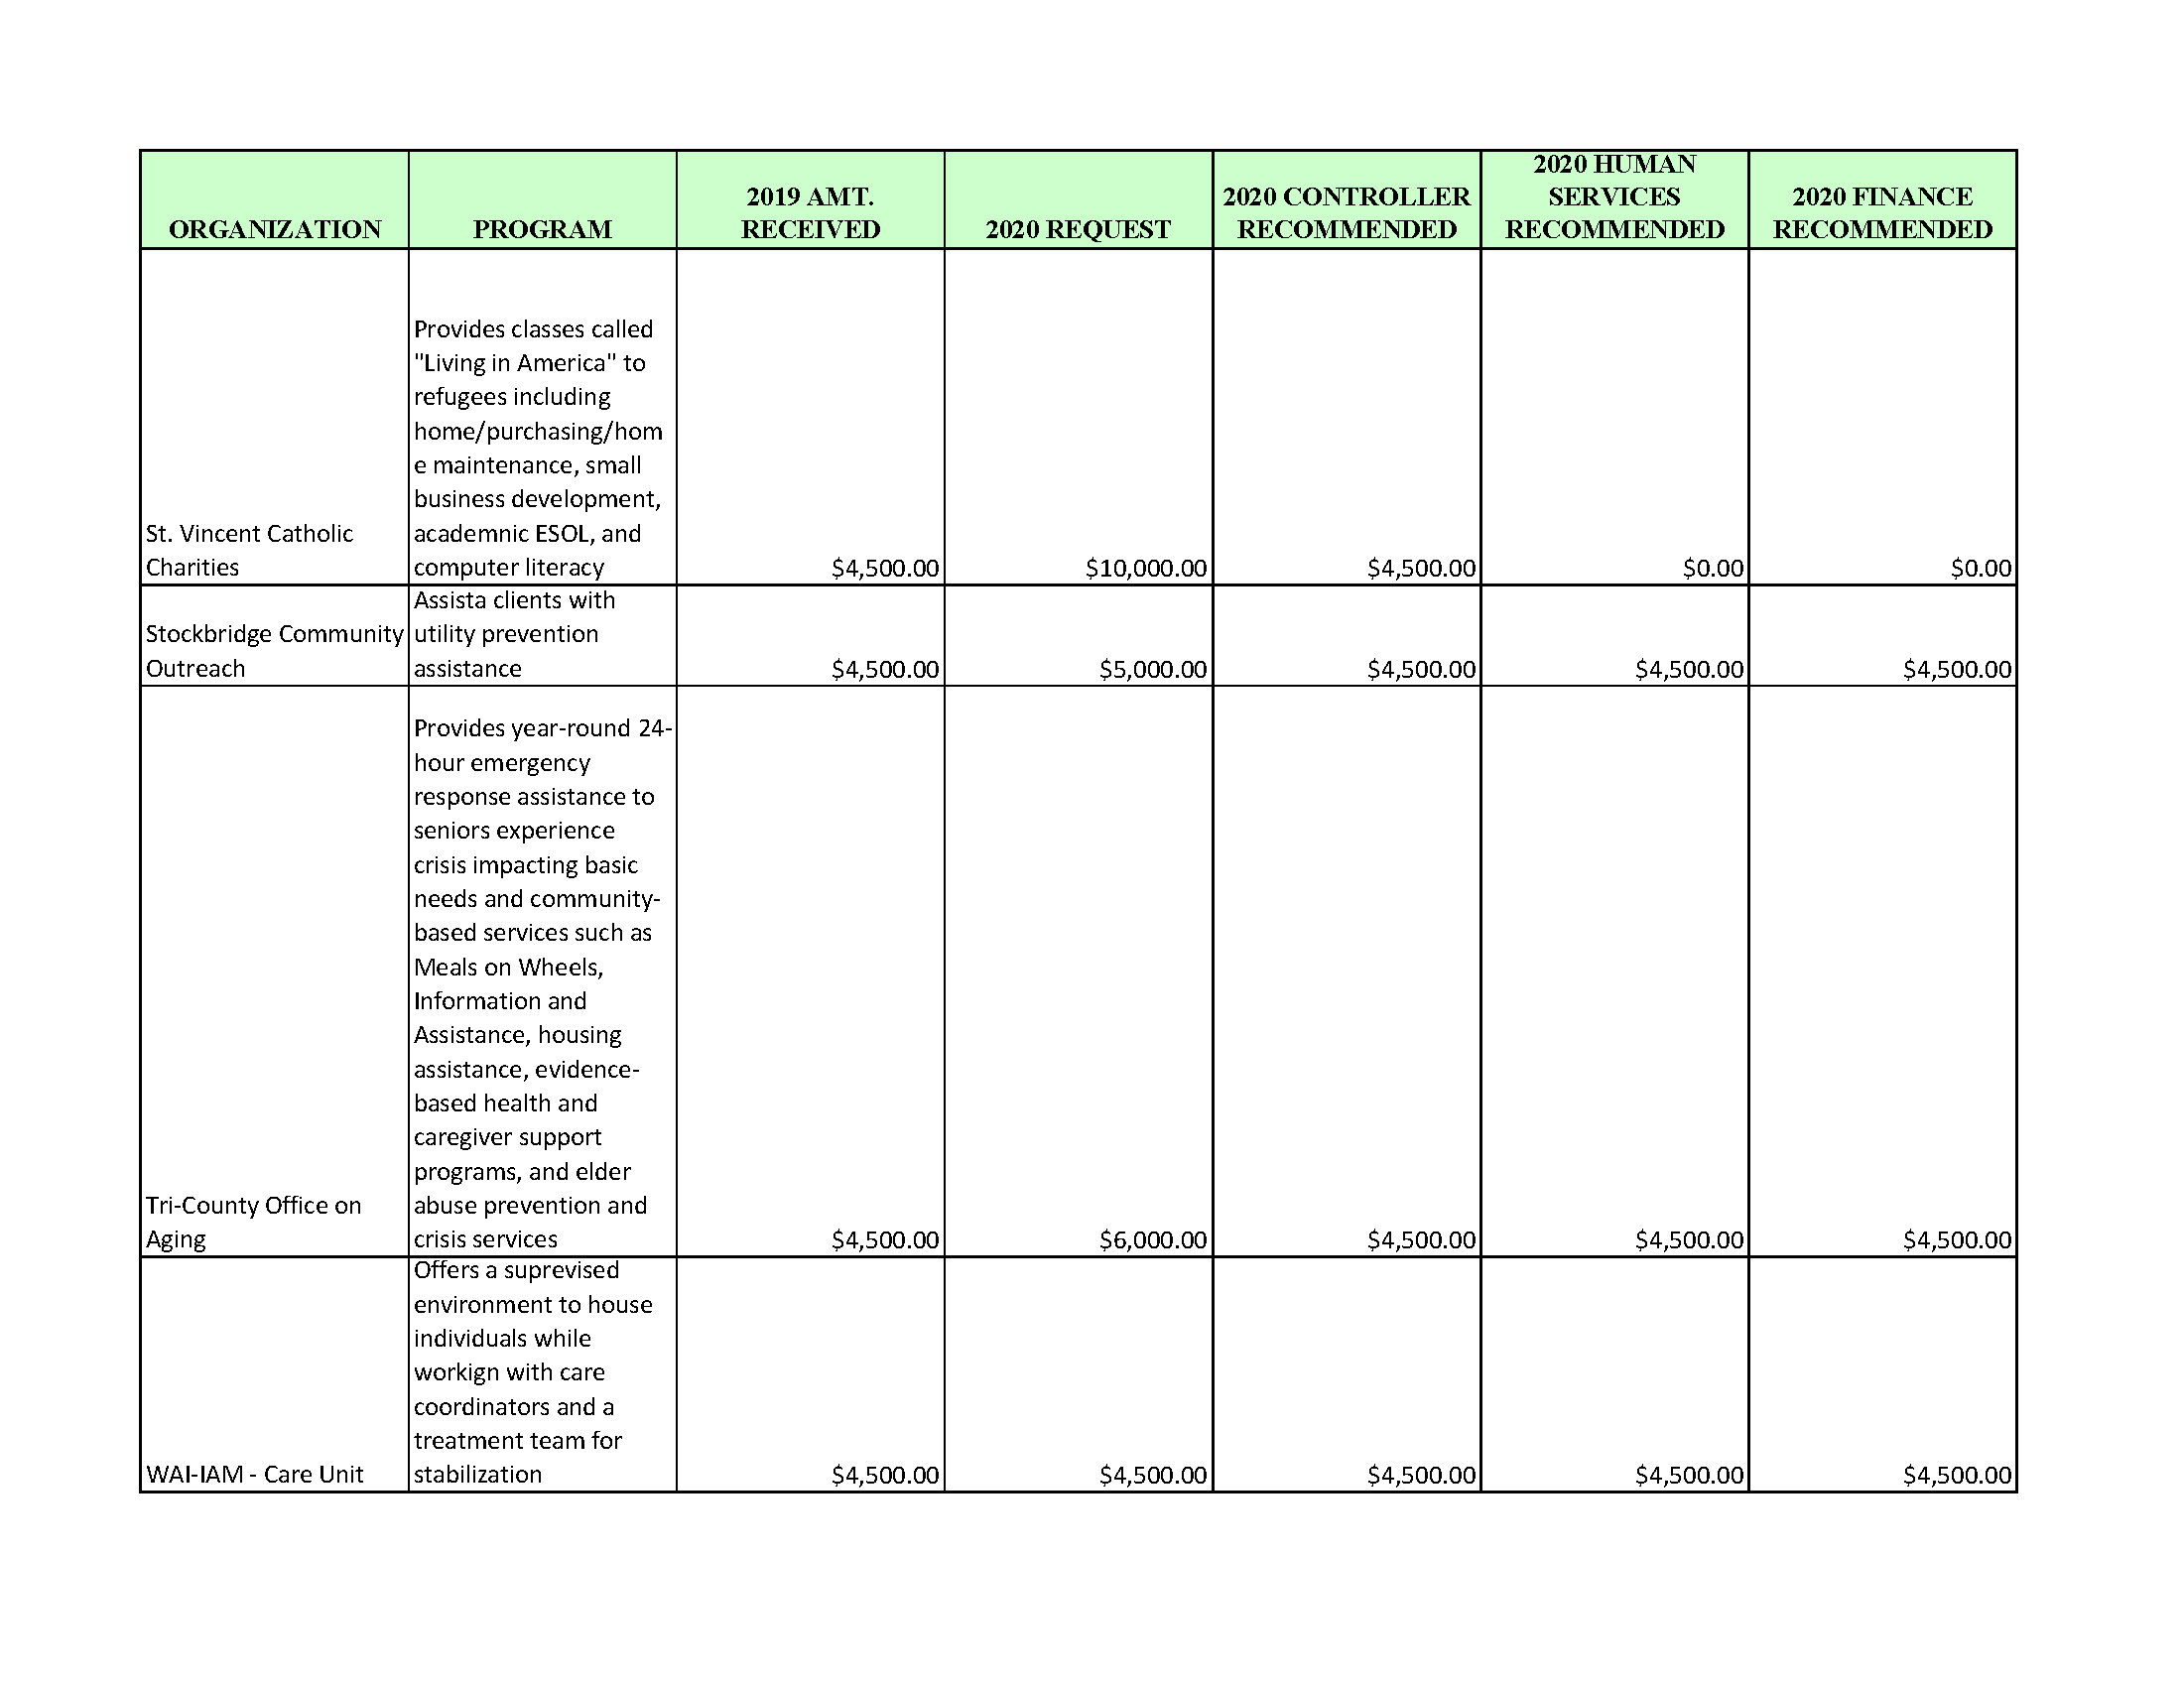 ORGANIZATION
PROGRAM
2019 AMT.
RECEIVED
2020 REQUEST
2020 CONTROLLER
RECOMMENDED
2020 HUMAN
SERVICES
RECOMMENDED
2020 FINANCE
RECOMMENDED
St. Vincent Catholic
Charities
Provides classes called
"Living in America" to
refugees including
home/purchasing/hom
e maintenance, small
business development,
academnic ESOL, and
computer literacy
$4,500.00
$10,000.00
$4,500.00
$0.00
$0.00
Stockbridge Community
Outreach
Assista clients with
utility prevention
assistance
$4,500.00
$5,000.00
$4,500.00
$4,500.00
$4,500.00
Tri-County Office on
Aging
Provides year-round 24-
hour emergency
response assistance to
seniors experience
crisis impacting basic
needs and community-
based services such as
Meals on Wheels,
Information and
Assistance, housing
assistance, evidence-
based health and
caregiver support
programs, and elder
abuse prevention and
crisis services
$4,500.00
$6,000.00
$4,500.00
$4,500.00
$4,500.00
WAI-IAM - Care Unit
Offers a suprevised
environment to house
individuals while
workign with care
coordinators and a
treatment team for
stabilization
$4,500.00
$4,500.00
$4,500.00
$4,500.00
$4,500.00